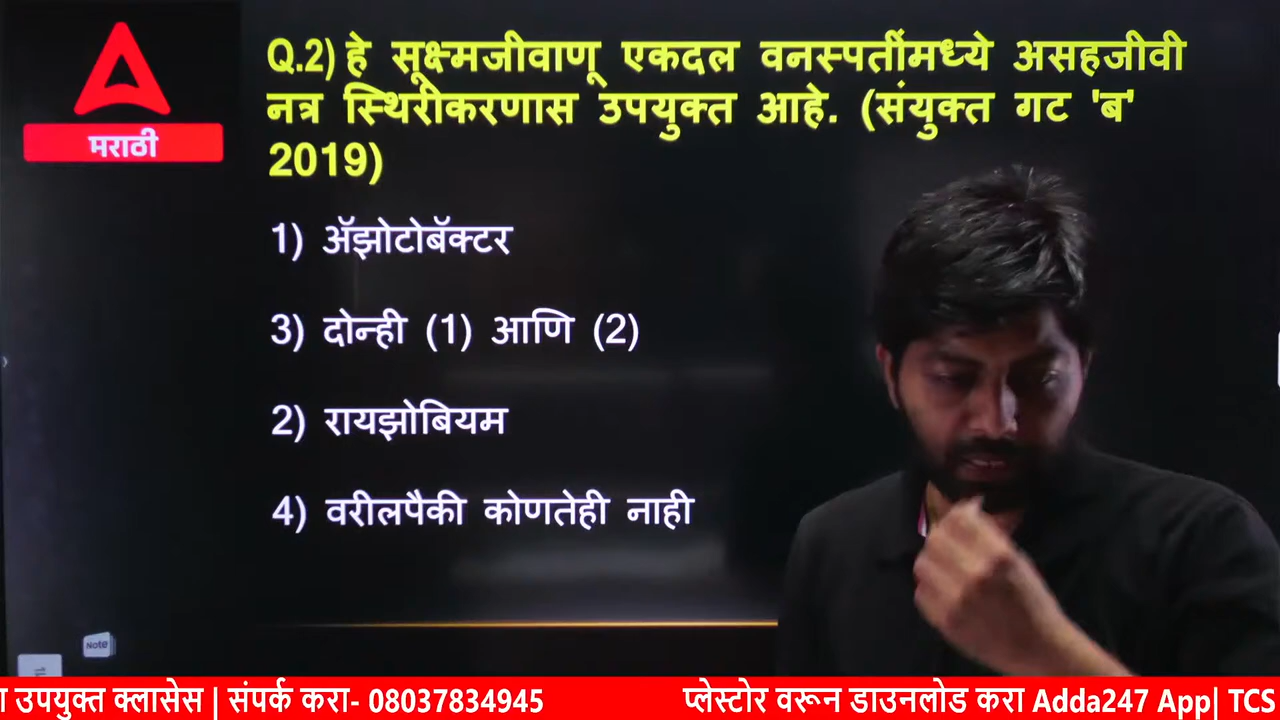 मराठी
Q.2) हे सूक्ष्मजीवाणू एकदल वनस्पतींमध्ये असहजीवी
नत्र स्थिरीकरणास उपयुक्त आहे. (संयुक्त गट 'ब'
2019)
1) ॲझोटोबॅक्टर
3) दोन्ही (1) आणि (2)
2) रायझोबियम
4) वरीलपैकी कोणतेही नाही
Note
ा उपयुक्त क्लासेस | संपर्क करा- 08037834945 प्लेस्टोर वरून डाउनलोड करा Adda247 App| TCS